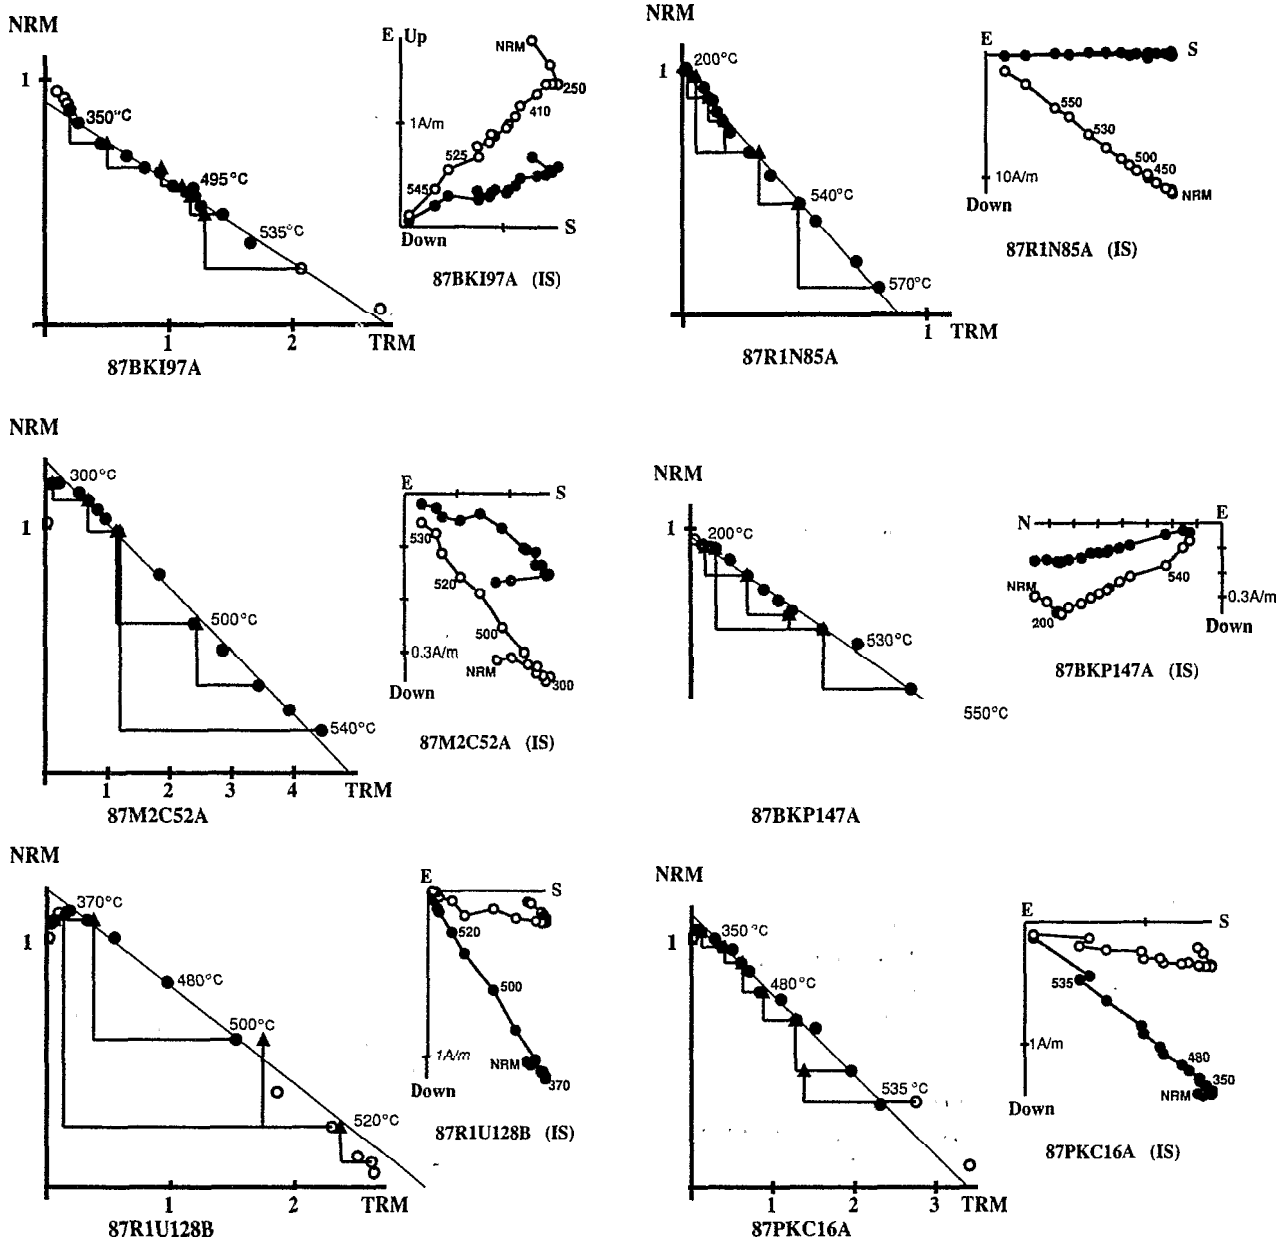 NRM
1
350°C
495°C
535°C
1
2
TRM
87BKI97A
E Up
NRM
250
410
1A/m
525
545
Down
S
87BKI97A (IS)
NRM
1
200°C
540°C
570°C
1
TRM
87R1N85A
E
S
550
530
500
450
10A/m
NRM
Down
87R1N85A (IS)
NRM
300°C
1
500°C
540°C
1
2
3
4
TRM
87M2C52A
E
S
530
520
500
0.3A/m
NRM
300
Down
87M2C52A (IS)
NRM
1
200°C
530°C
550°C
87BKP147A
N
E
NRM
540
0.3A/m
200
Down
87BKP147A (IS)
NRM
370°C
1
480°C
500°C
520°C
1
2
TRM
87R1U128B
E
S
520
500
1A/m
NRM
370
Down
87R1U128B (IS)
NRM
1
350°C
480°C
535°C
1
2
3
TRM
87PKC16A
E
S
535
1A/m
480
350
NRM
Down
87PKC16A (IS)